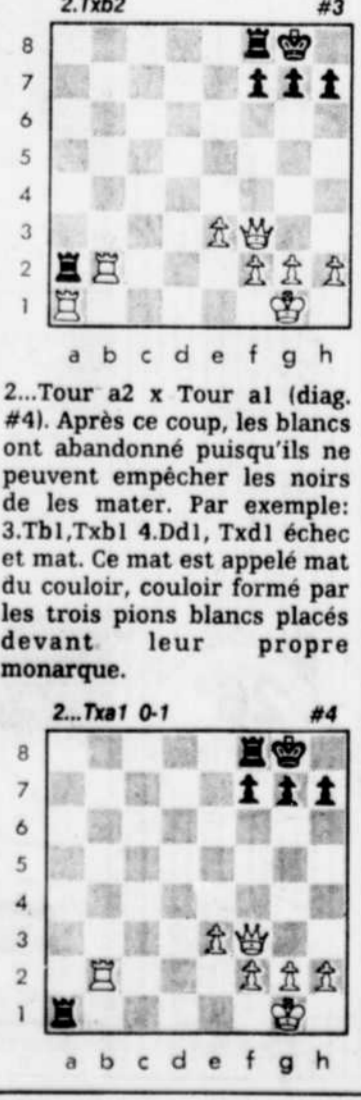 2.Txb2 #3
8
7
6
5
4
3
2
1
a b c d e f g h
2...Tour a2 x Tour a1 (diag.
#4). Après ce coup, les blancs
ont abandonné puisqu'ils ne
peuvent empêcher les noirs
de les mater. Par exemple:
3.Tb1,Txb1 4.Dd1, Txd1 échec
et mat. Ce mat est appelé mat
du couloir, couloir formé par
les trois pions blancs placés
devant leur propre
monarque.
2...Txa1 0-1 #4
8
7
6
5
4
3
2
1
a b c d e f g h